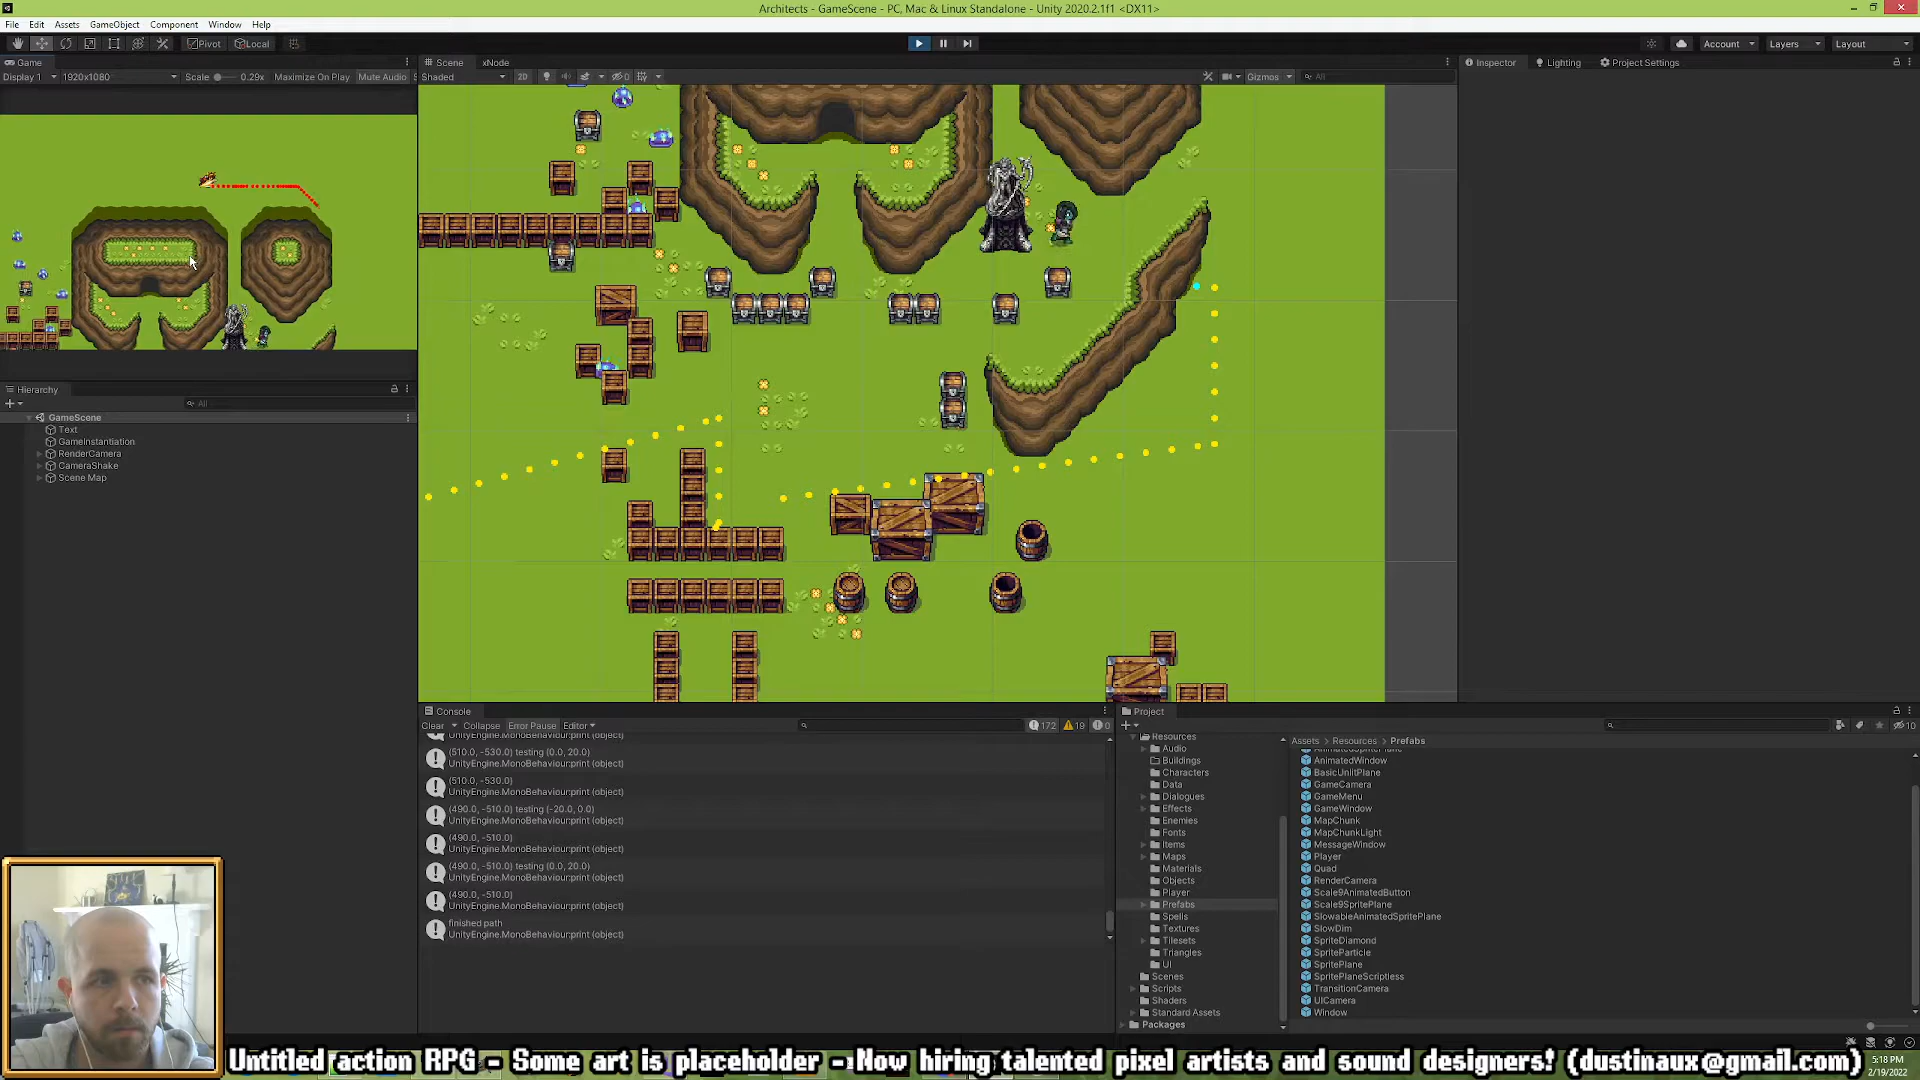 Architects - GameScene - PC, Mac & Linux Standalone - Unity 2020.2.1f1 <DX11>
File Edit Assets GameObject Component Window Help
Pivot Local Account Layers Layout
Game
Display 1 1920x1080 Scale 0.29x Maximize On Play Mute Audio
Scene xNode
Shaded 2D Gizmos All
Inspector Lighting Project Settings
Hierarchy
All
GameScene
Text
GameInstantiation
RenderCamera
CameraShake
Scene Map
Console
Clear Collapse Error Pause Editor 172 19 0
UnityEngine.MonoBehaviour:print (object)
(510.0, -530.0) testing (0.0, 20.0)
UnityEngine.MonoBehaviour:print (object)
(510.0, -530.0)
UnityEngine.MonoBehaviour:print (object)
(490.0, -510.0) testing (-20.0, 0.0)
UnityEngine.MonoBehaviour:print (object)
(490.0, -510.0)
UnityEngine.MonoBehaviour:print (object)
(490.0, -510.0) testing (0.0, 20.0)
UnityEngine.MonoBehaviour:print (object)
(490.0, -510.0)
UnityEngine.MonoBehaviour:print (object)
finished path
UnityEngine.MonoBehaviour:print (object)
Project
10
Resources
Audio
Buildings
Characters
Data
Dialogues
Effects
Enemies
Fonts
Items
Maps
Materials
Objects
Player
Prefabs
Spells
Textures
Tilesets
Triangles
UI
Scenes
Scripts
Shaders
Standard Assets
Packages
Assets Resources Prefabs
AnimatedSpritePlane
AnimatedWindow
BasicUnlitPlane
GameCamera
GameMenu
GameWindow
MapChunk
MapChunkLight
MessageWindow
Player
Quad
RenderCamera
Scale9AnimatedButton
Scale9SpritePlane
SlowableAnimatedSpritePlane
SlowDim
SpriteDiamond
SpriteParticle
SpritePlane
SpritePlaneScriptless
TransitionCamera
UICamera
Window
Untitled action RPG - Some art is placeholder - Now hiring talented pixel artists and sound designers! (dustinaux@gmail.com)
5:18 PM
2/19/2022